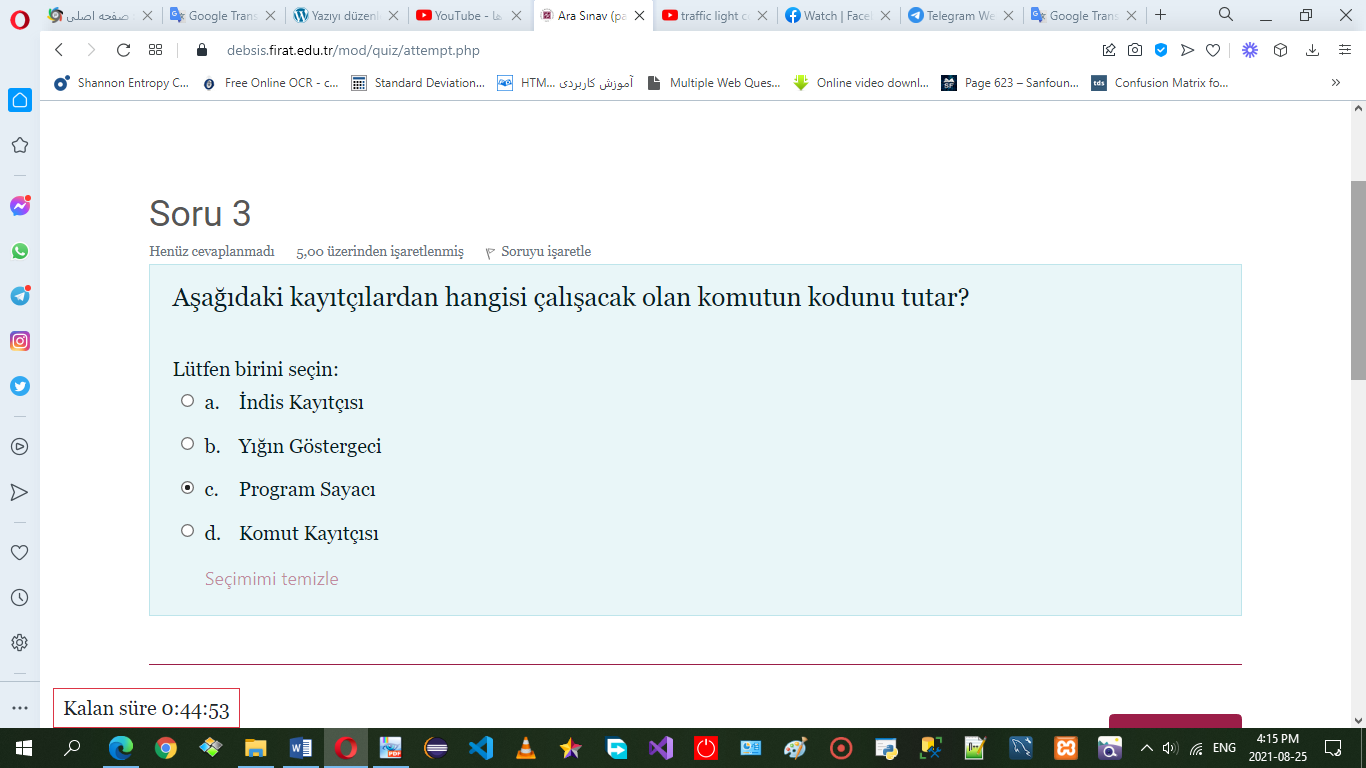 صفحه اصلی
Google Trans
Yazıyı düzenl
YouTube - ها
Ara Sınav (pa
traffic light c
Watch | Face
Telegram We
Google Trans
debsis.firat.edu.tr/mod/quiz/attempt.php
Shannon Entropy C...
Free Online OCR - c...
Standard Deviation...
آموزش کاربردی HTM...
Multiple Web Ques...
Online video downl...
Page 623 – Sanfoun...
Confusion Matrix fo...
Soru 3
Henüz cevaplanmadı 5,00 üzerinden işaretlenmiş Soruyu işaretle
Aşağıdaki kayıtçılardan hangisi çalışacak olan komutun kodunu tutar?
Lütfen birini seçin:
a. İndis Kayıtçısı
b. Yığın Göstergeci
c. Program Sayacı
d. Komut Kayıtçısı
Seçimimi temizle
Kalan süre 0:44:53
ENG
4:15 PM
2021-08-25